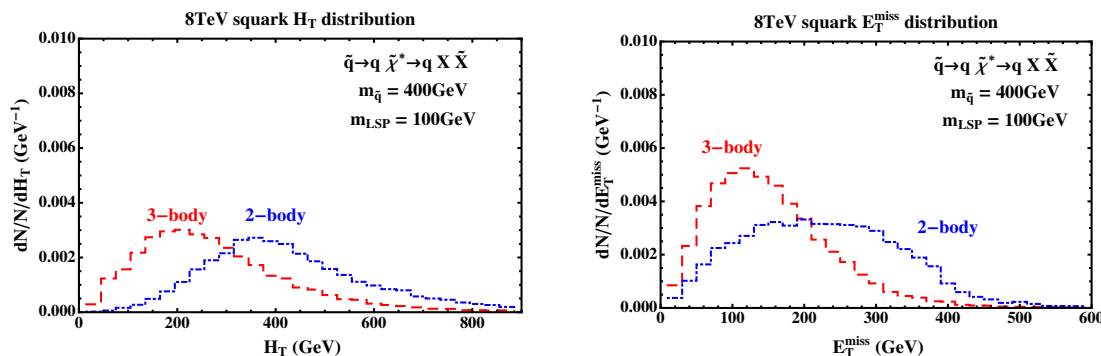 8TeV squark H_T distribution
0.010
0.008
0.006
0.004
0.002
0.000
dN/N/dH_T (GeV⁻¹)
q̃→q χ̃*→q X X̃
m_q̃ = 400GeV
m_LSP = 100GeV
3−body
2−body
0 200 400 600 800
H_T (GeV)
8TeV squark E_T^miss distribution
0.010
0.008
0.006
0.004
0.002
0.000
dN/N/dE_T^miss (GeV⁻¹)
q̃→q χ̃*→q X X̃
m_q̃ = 400GeV
m_LSP = 100GeV
3−body
2−body
0 100 200 300 400 500 600
E_T^miss (GeV)